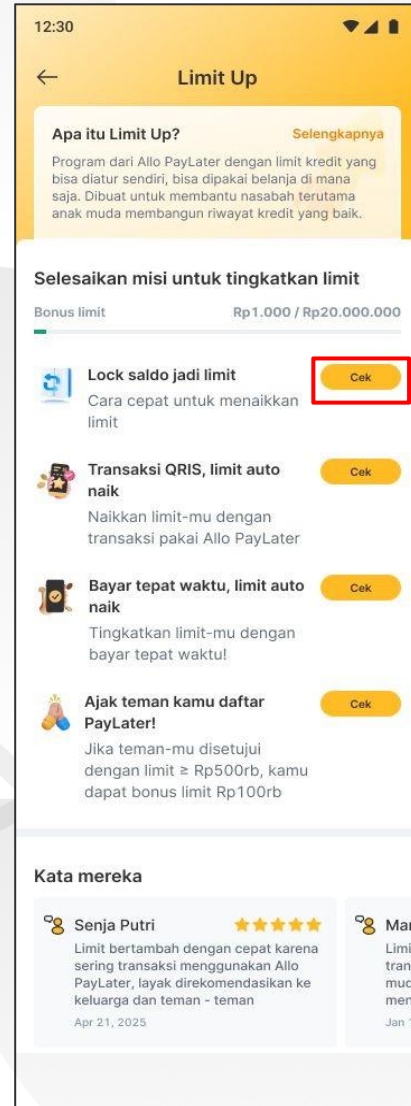 12:30
Limit Up
Apa itu Limit Up?
Selengkapnya
Program dari Allo PayLater dengan limit kredit yang
bisa diatur sendiri, bisa dipakai belanja di mana
saja. Dibuat untuk membantu nasabah terutama
anak muda membangun riwayat kredit yang baik.
Selesaikan misi untuk tingkatkan limit
Bonus limit
Rp1.000 / Rp20.000.000
Lock saldo jadi limit
Cek
Cara cepat untuk menaikkan
limit
Transaksi QRIS, limit auto
naik
Cek
Naikkan limit-mu dengan
transaksi pakai Allo PayLater
Bayar tepat waktu, limit auto
naik
Cek
Tingkatkan limit-mu dengan
bayar tepat waktu!
Ajak teman kamu daftar
PayLater!
Cek
Jika teman-mu disetujui
dengan limit ≥ Rp500rb, kamu
dapat bonus limit Rp100rb
Kata mereka
Senja Putri
Limit bertambah dengan cepat karena
sering transaksi menggunakan Allo
PayLater, layak direkomendasikan ke
keluarga dan teman - teman
Apr 21, 2025
Mar
Limi
tran
mud
men
Jan